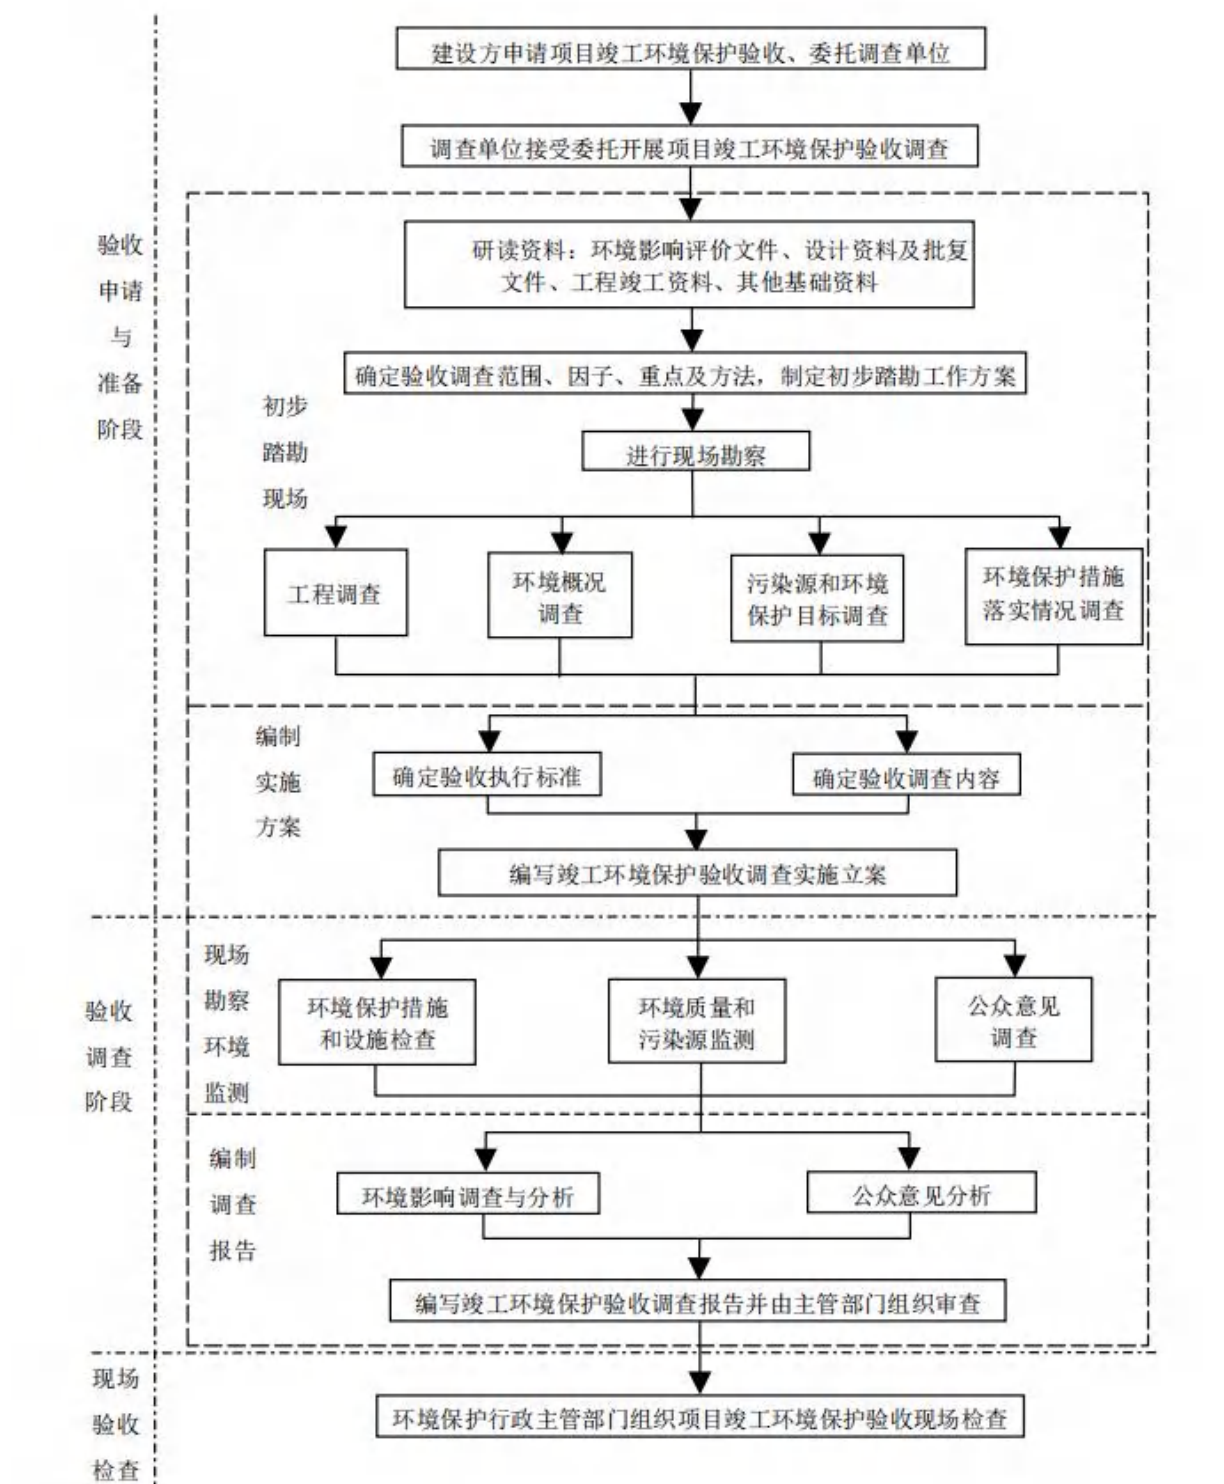 建设方申请项目竣工环境保护验收、委托调查单位
调查单位接受委托开展项目竣工环境保护验收调查
验收
申请
与
准备
阶段
研读资料：环境影响评价文件、设计资料及批复
文件、工程竣工资料、其他基础资料
确定验收调查范围、因子、重点及方法，制定初步踏勘工作方案
初步
踏勘
现场
进行现场勘察
工程调查
环境概况
调查
污染源和环境
保护目标调查
环境保护措施
落实情况调查
编制
实施
方案
确定验收执行标准
确定验收调查内容
编写竣工环境保护验收调查实施立案
验收
调查
阶段
现场
勘察
环境
监测
环境保护措施
和设施检查
环境质量和
污染源监测
公众意见
调查
编制
调查
报告
环境影响调查与分析
公众意见分析
编写竣工环境保护验收调查报告并由主管部门组织审查
现场
验收
检查
环境保护行政主管部门组织项目竣工环境保护验收现场检查